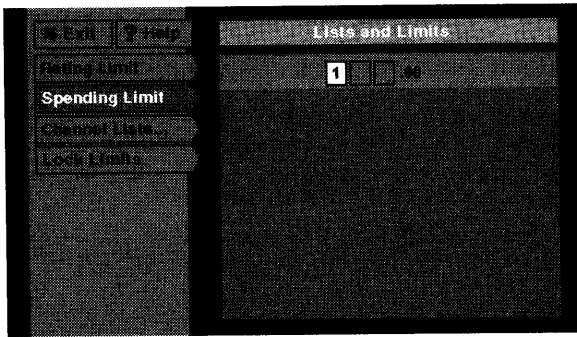 Exit ? Help
Lists and Limits
Rating Limit
1 .00
Spending Limit
Channel Lists...
Lock Limits